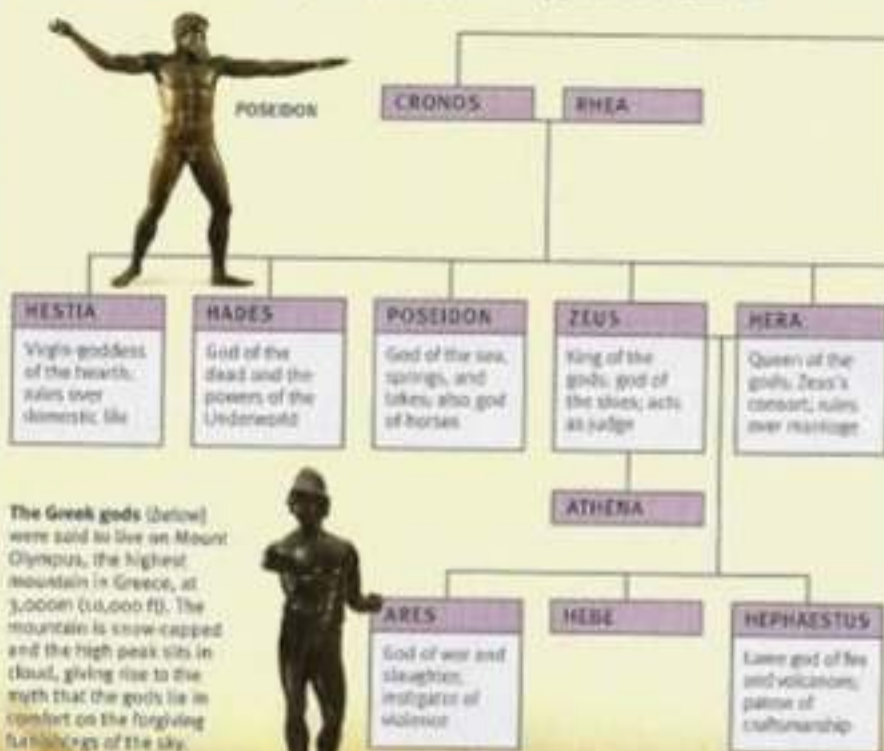 POSEIDON
CRONOS
RHEA
HESTIA
Virgin goddess
of the hearth;
rules over
domestic life
HADES
God of the
dead and the
powers of the
Underworld
POSEIDON
God of the sea,
springs, and
lakes; also god
of horses
ZEUS
King of the
gods; god of
the skies; acts
as judge
HERA
Queen of the
gods; Zeus's
consort; rules
over marriage
ATHENA
The Greek gods (below)
were said to live on Mount
Olympus, the highest
mountain in Greece, at
3,000m (10,000 ft). The
mountain is snow-capped
and the high peak sits in
cloud, giving rise to the
myth that the gods lie in
comfort on the forgiving
furnishings of the sky.
ARES
God of war and
slaughter;
instigator of
violence
HEBE
HEPHAESTUS
Lame god of fire
and volcanoes;
patron of
craftsmanship